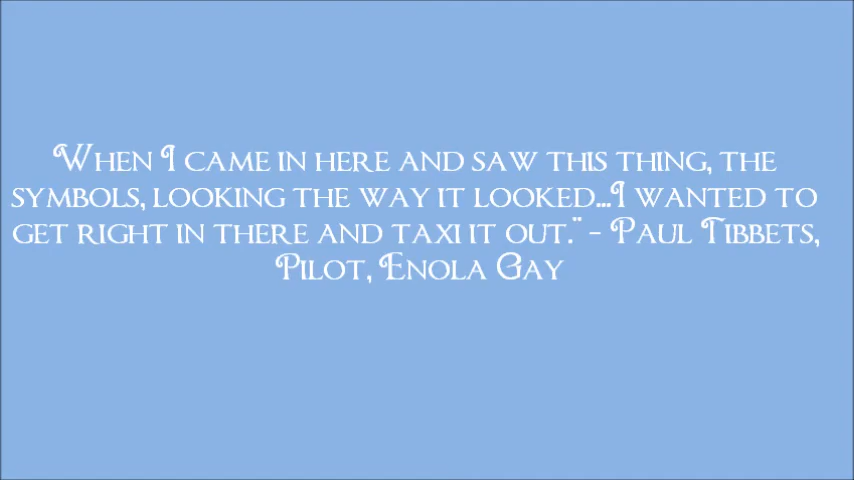 When I came in here and saw this thing, the
symbols, looking the way it looked...I wanted to
get right in there and taxi it out." - Paul Tibbets,
Pilot, Enola Gay